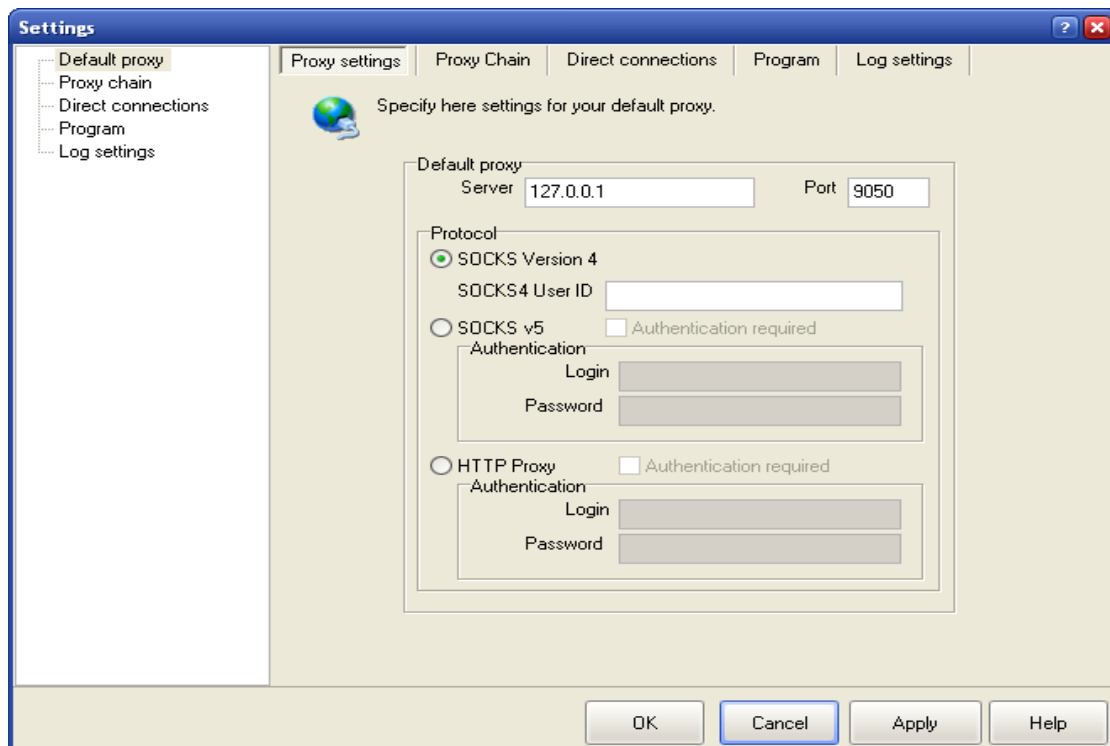 Settings
Default proxy
Proxy chain
Direct connections
Program
Log settings
Proxy settings Proxy Chain Direct connections Program Log settings
Specify here settings for your default proxy.
Default proxy
Server 127.0.0.1 Port 9050
Protocol
SOCKS Version 4
SOCKS4 User ID
SOCKS v5 Authentication required
Authentication
Login
Password
HTTP Proxy Authentication required
Authentication
Login
Password
OK Cancel Apply Help